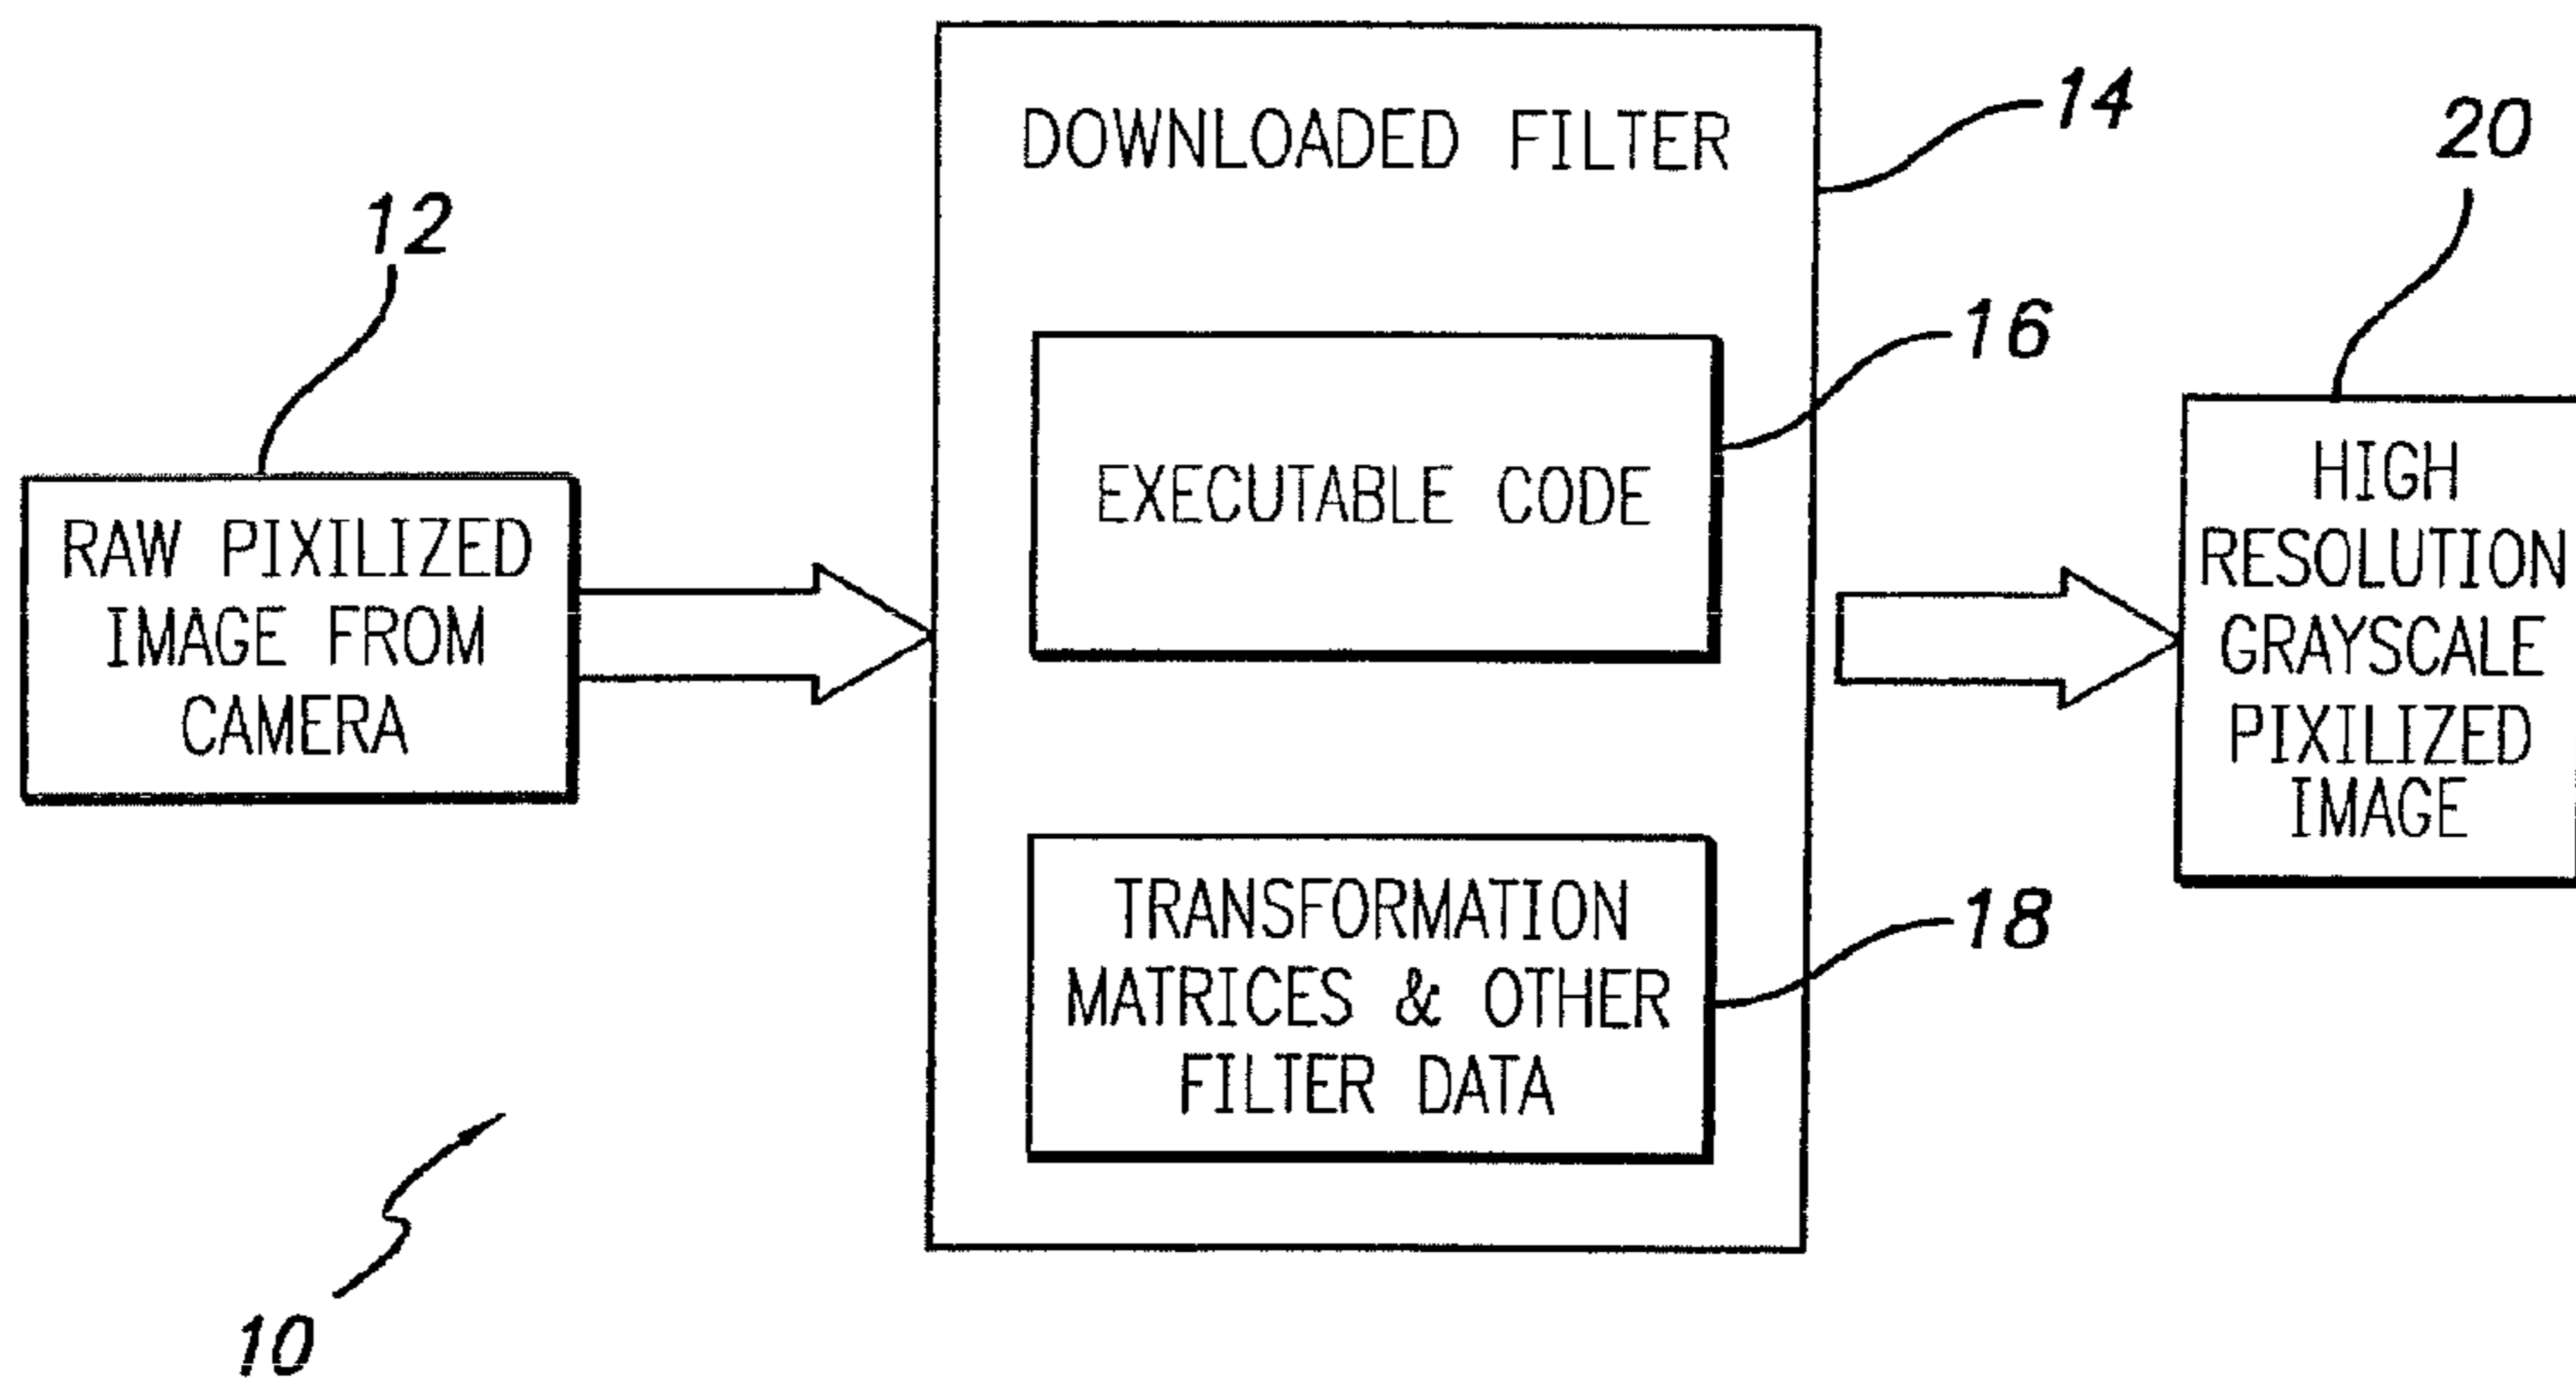 12
RAW PIXILIZED
IMAGE FROM
CAMERA
10
DOWNLOADED FILTER
14
EXECUTABLE CODE
16
TRANSFORMATION
MATRICES & OTHER
FILTER DATA
18
20
HIGH
RESOLUTION
GRAYSCALE
PIXILIZED
IMAGE